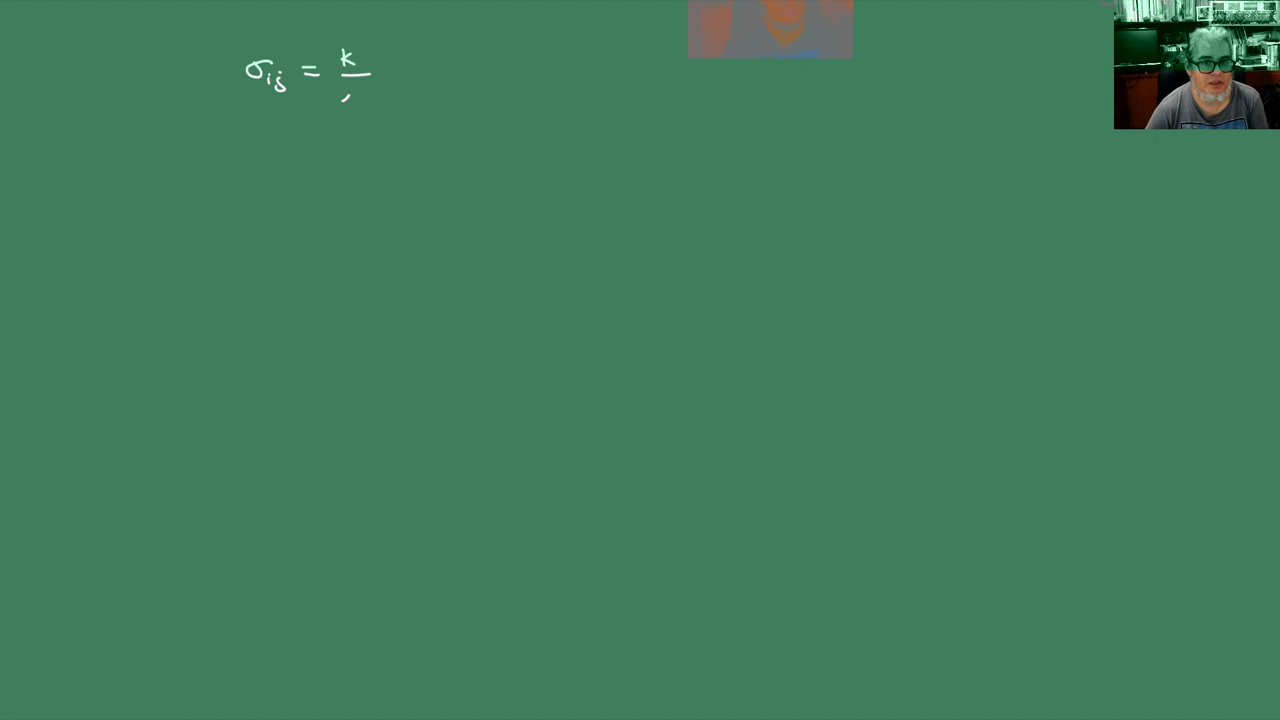 σij = k/